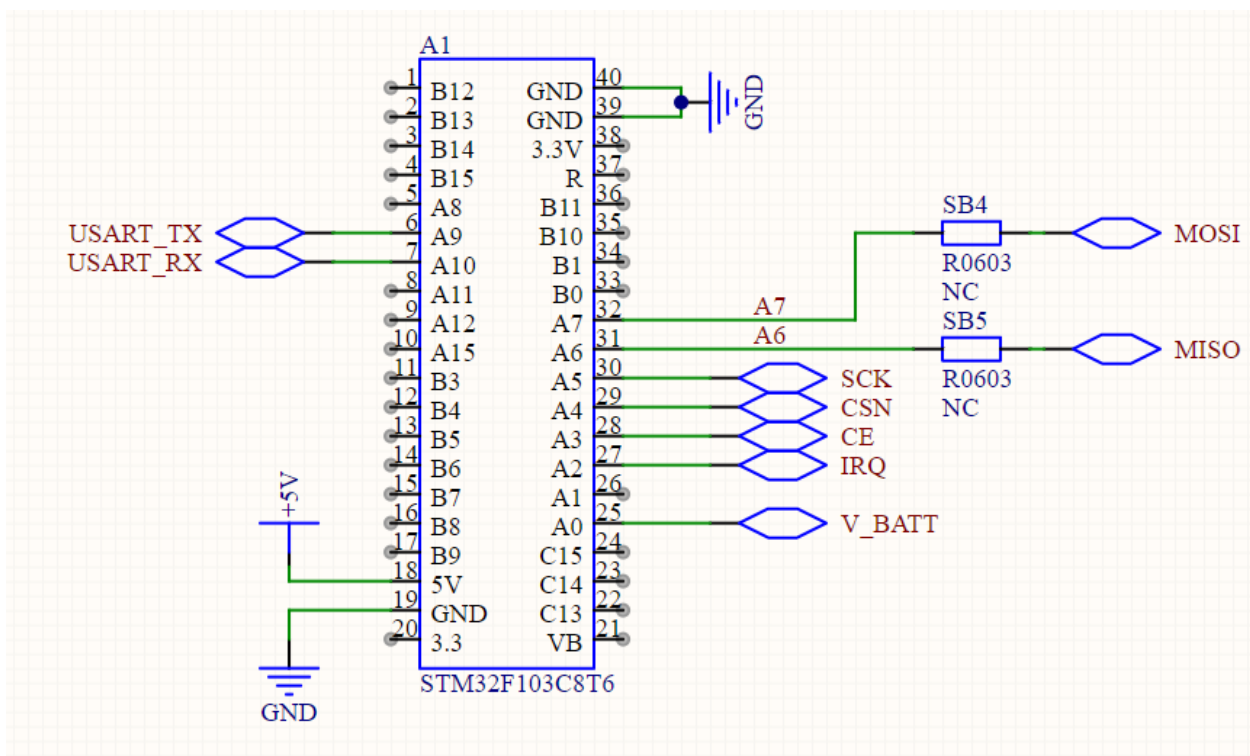 A1
1 B12 GND 40
2 B13 GND 39
GND
3 B14 3.3V 38
4 B15 R 37
5 A8 B11 36
SB4
USART_TX 6 A9 B10 35 MOSI
USART_RX 7 A10 B1 34 R0603
8 A11 B0 33 NC
9 A12 A7 32 A7 SB5
10 A15 A6 31 A6 MISO
11 B3 A5 30 SCK R0603
12 B4 A4 29 CSN NC
13 B5 A3 28 CE
14 B6 A2 27 IRQ
15 B7 A1 26
+5V
16 B8 A0 25 V_BATT
17 B9 C15 24
18 5V C14 23
19 GND C13 22
20 3.3 VB 21
STM32F103C8T6
GND